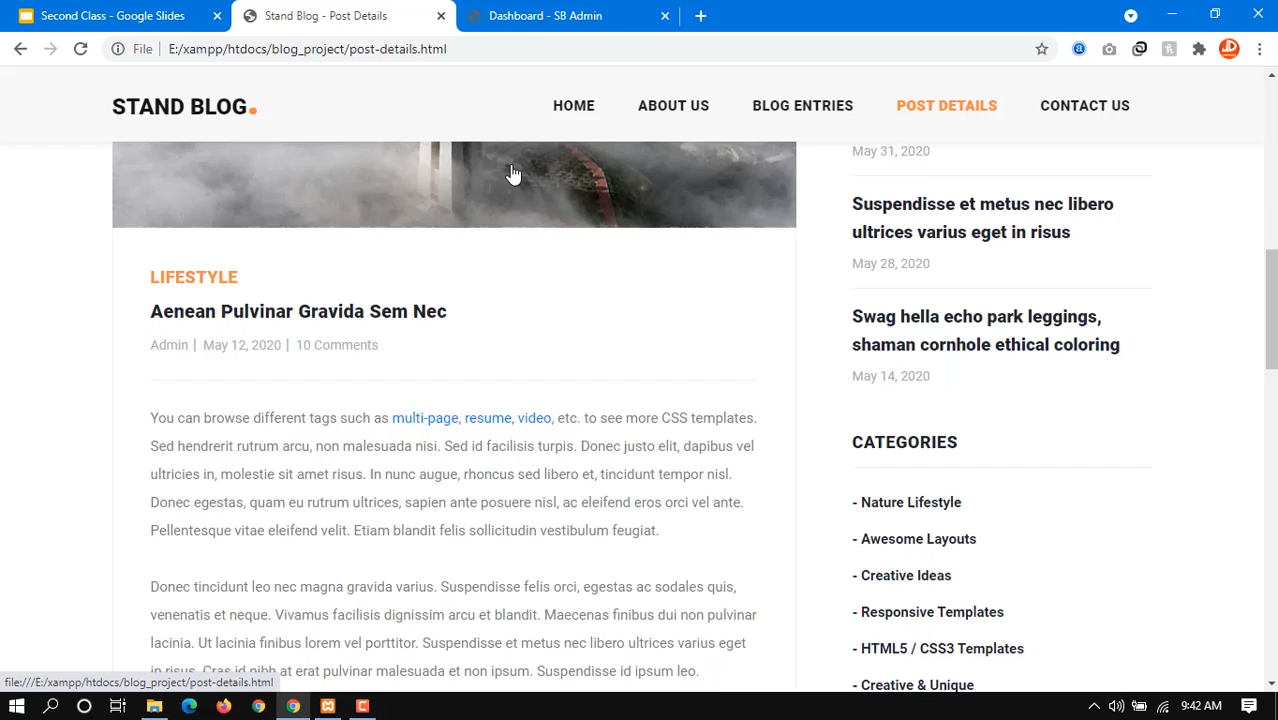 Second Class - Google Slides
Stand Blog - Post Details
Dashboard - SB Admin
File
E:/xampp/htdocs/blog_project/post-details.html
STAND BLOG.
HOME
ABOUT US
BLOG ENTRIES
POST DETAILS
CONTACT US
LIFESTYLE
Aenean Pulvinar Gravida Sem Nec
Admin | May 12, 2020 | 10 Comments
You can browse different tags such as multi-page, resume, video, etc. to see more CSS templates.
Sed hendrerit rutrum arcu, non malesuada nisi. Sed id facilisis turpis. Donec justo elit, dapibus vel
ultricies in, molestie sit amet risus. In nunc augue, rhoncus sed libero et, tincidunt tempor nisl.
Donec egestas, quam eu rutrum ultrices, sapien ante posuere nisl, ac eleifend eros orci vel ante.
Pellentesque vitae eleifend velit. Etiam blandit felis sollicitudin vestibulum feugiat.
Donec tincidunt leo nec magna gravida varius. Suspendisse felis orci, egestas ac sodales quis,
venenatis et neque. Vivamus facilisis dignissim arcu et blandit. Maecenas finibus dui non pulvinar
lacinia. Ut lacinia finibus lorem vel porttitor. Suspendisse et metus nec libero ultrices varius eget
in risus. Cras id nibh at erat pulvinar malesuada et non ipsum. Suspendisse id ipsum leo.
May 31, 2020
Suspendisse et metus nec libero
ultrices varius eget in risus
May 28, 2020
Swag hella echo park leggings,
shaman cornhole ethical coloring
May 14, 2020
CATEGORIES
- Nature Lifestyle
- Awesome Layouts
- Creative Ideas
- Responsive Templates
- HTML5 / CSS3 Templates
- Creative & Unique
file:///E:/xampp/htdocs/blog_project/post-details.html
9:42 AM